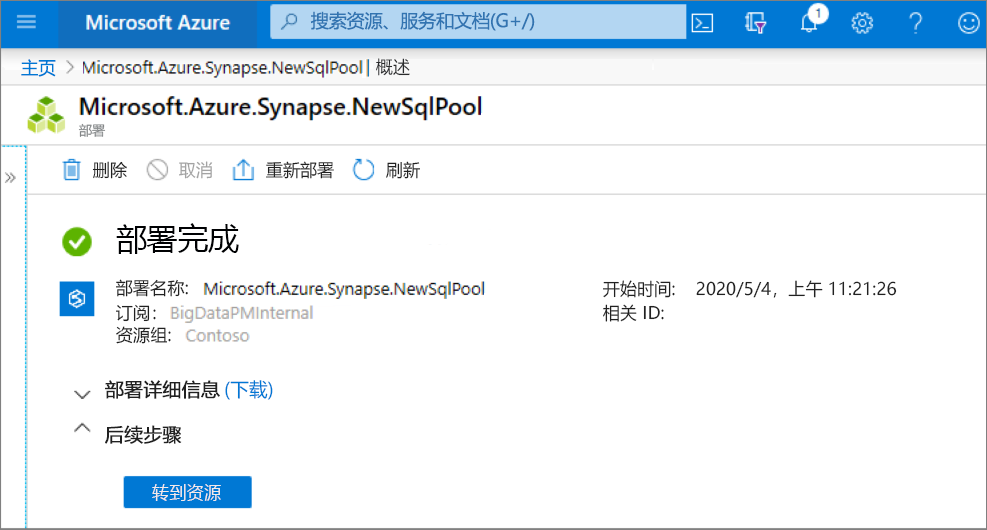 Microsoft Azure
搜索资源、服务和文档(G+/)
1
主页 > Microsoft.Azure.Synapse.NewSqlPool | 概述
Microsoft.Azure.Synapse.NewSqlPool
部署
删除 取消 重新部署 刷新
部署完成
部署名称: Microsoft.Azure.Synapse.NewSqlPool
订阅: BigDataPMInternal
资源组: Contoso
开始时间: 2020/5/4，上午 11:21:26
相关 ID:
部署详细信息 (下载)
后续步骤
转到资源